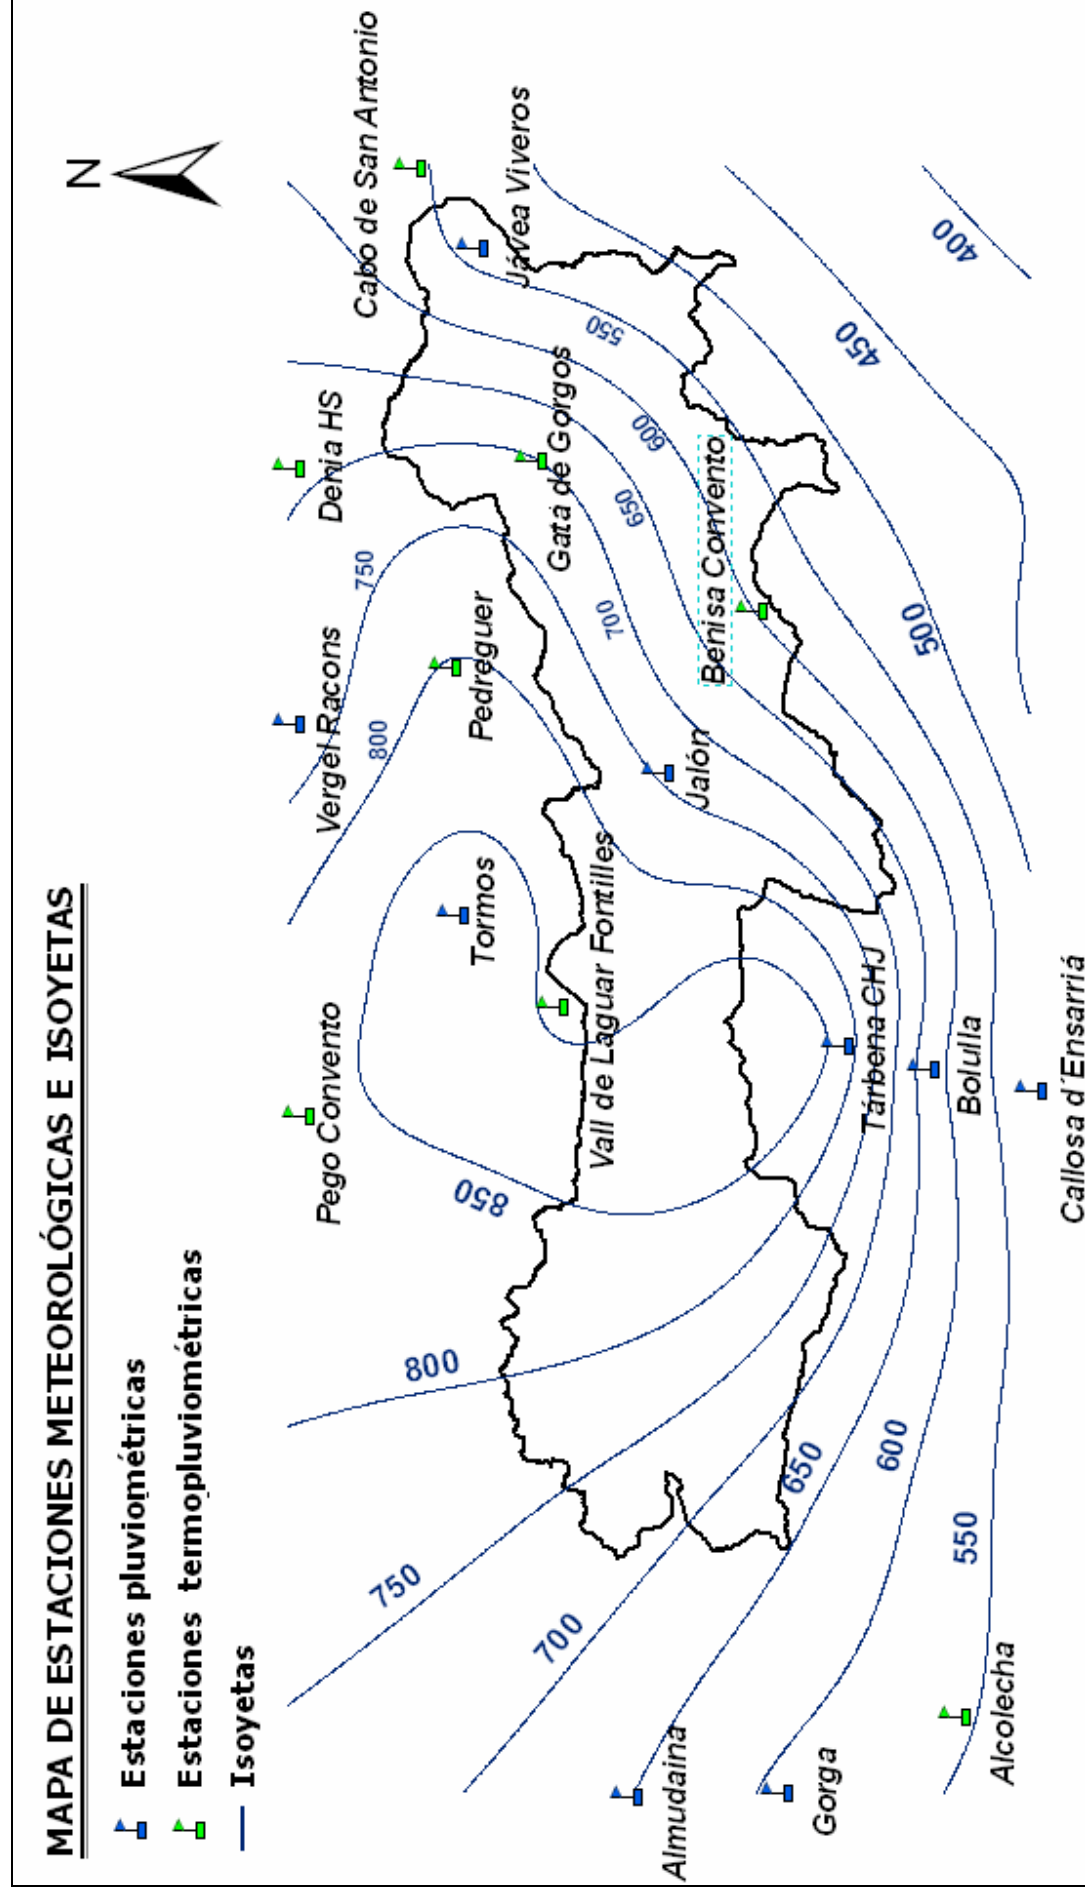 MAPA DE ESTACIONES METEOROLÓGICAS E ISOYETAS
Estaciones pluviométricas
Estaciones termopluviométricas
Isoyetas
N
Cabo de San Antonio
Jávea Viveros
Denia HS
Gata de Gorgos
Vergel Racons
Pedreguer
Benisa Convento
Jalón
Tormos
Pego Convento
Vall de Laguar Fontilles
Tárbena CHJ
Bolulla
Callosa d´Ensarriá
Almudaina
Gorga
Alcolecha
750
800
850
800
750
700
650
600
550
700
650
600
550
500
450
400